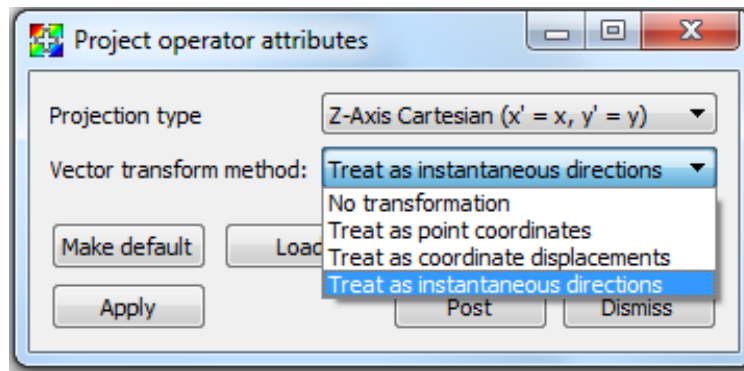 Project operator attributes
Projection type Z-Axis Cartesian (x' = x, y' = y)
Vector transform method: Treat as instantaneous directions
No transformation
Treat as point coordinates
Make default Load
Treat as coordinate displacements
Treat as instantaneous directions
Apply Post Dismiss